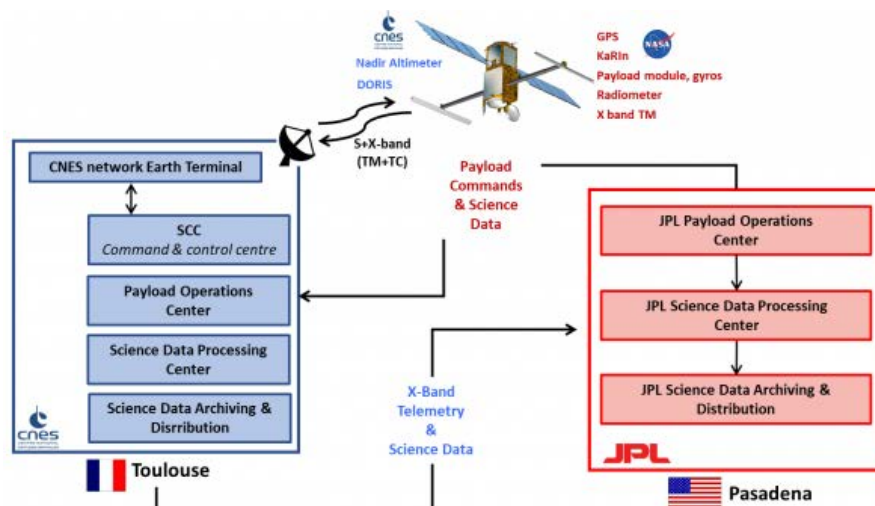 cnes
Nadir Altimeter
DORIS
GPS
KaRIn
NASA
Payload module, gyros
Radiometer
X band TM
S+X-band
(TM+TC)
CNES network Earth Terminal
SCC
Command & control centre
Payload Operations
Center
Science Data Processing
Center
Science Data Archiving &
Disrribution
cnes
Toulouse
Payload
Commands
& Science
Data
X-Band
Telemetry
&
Science Data
JPL Payload Operations
Center
JPL Science Data Processing
Center
JPL Science Data Archiving &
Distribution
JPL
Pasadena